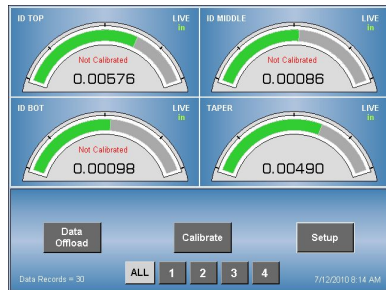 ID TOP LIVE
in
Not Calibrated
0.00576
ID MIDDLE LIVE
in
Not Calibrated
0.00086
ID BOT LIVE
in
Not Calibrated
0.00098
TAPER LIVE
in
0.00490
Data
Offload
Calibrate
Setup
Data Records = 30
ALL 1 2 3 4
7/12/2010 8:14 AM